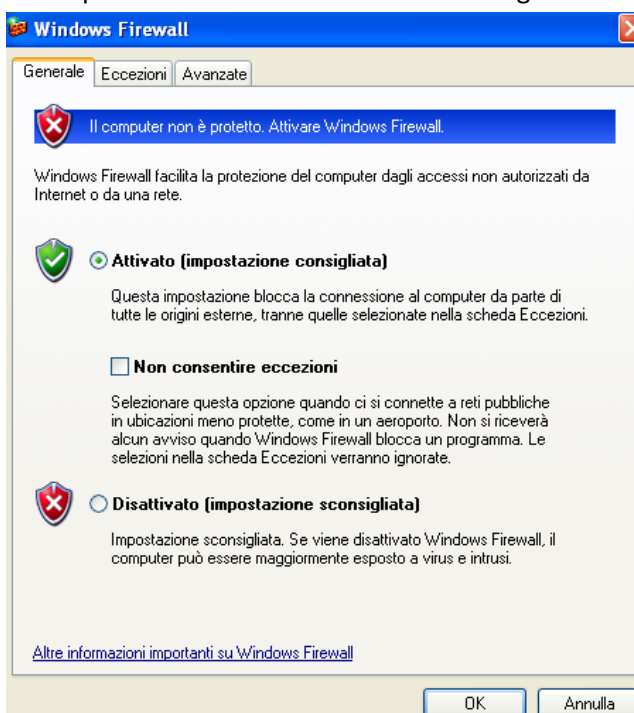 Windows Firewall
Generale Eccezioni Avanzate
Il computer non è protetto. Attivare Windows Firewall.
Windows Firewall facilita la protezione del computer dagli accessi non autorizzati da
Internet o da una rete.
Attivato (impostazione consigliata)
Questa impostazione blocca la connessione al computer da parte di
tutte le origini esterne, tranne quelle selezionate nella scheda Eccezioni.
Non consentire eccezioni
Selezionare questa opzione quando ci si connette a reti pubbliche
in ubicazioni meno protette, come in un aeroporto. Non si riceverà
alcun avviso quando Windows Firewall blocca un programma. Le
selezioni nella scheda Eccezioni verranno ignorate.
Disattivato (impostazione sconsigliata)
Impostazione sconsigliata. Se viene disattivato Windows Firewall, il
computer può essere maggiormente esposto a virus e intrusi.
Altre informazioni importanti su Windows Firewall
OK Annulla